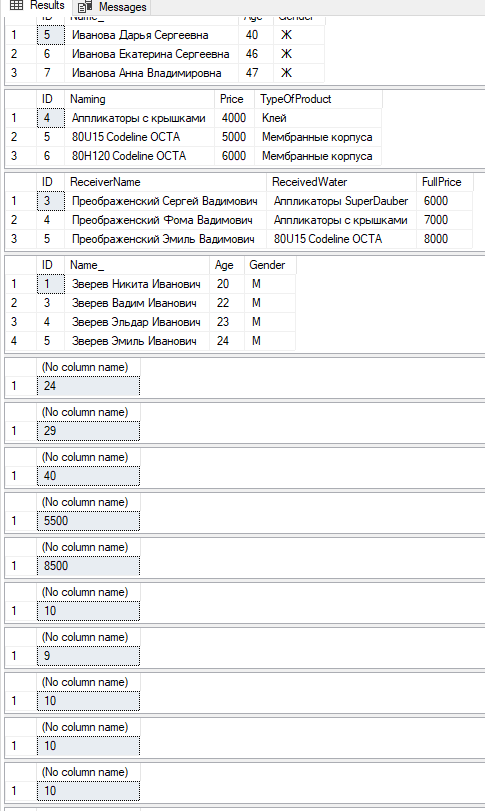 Results Messages
ID Name_ Age Gender
1 5 Иванова Дарья Сергеевна 40 Ж
2 6 Иванова Екатерина Сергеевна 46 Ж
3 7 Иванова Анна Владимировна 47 Ж
ID Naming Price TypeOfProduct
1 4 Аппликаторы с крышками 4000 Клей
2 5 80U15 Codeline OCTA 5000 Мембранные корпуса
3 6 80H120 Codeline OCTA 6000 Мембранные корпуса
ID ReceiverName ReceivedWater FullPrice
1 3 Преображенский Сергей Вадимович Аппликаторы SuperDauber 6000
2 4 Преображенский Фома Вадимович Аппликаторы с крышками 7000
3 5 Преображенский Эмиль Вадимович 80U15 Codeline OCTA 8000
ID Name_ Age Gender
1 1 Зверев Никита Иванович 20 М
2 3 Зверев Вадим Иванович 22 М
3 4 Зверев Эльдар Иванович 23 М
4 5 Зверев Эмиль Иванович 24 М
(No column name)
1 24
(No column name)
1 29
(No column name)
1 40
(No column name)
1 5500
(No column name)
1 8500
(No column name)
1 10
(No column name)
1 9
(No column name)
1 10
(No column name)
1 10
(No column name)
1 10